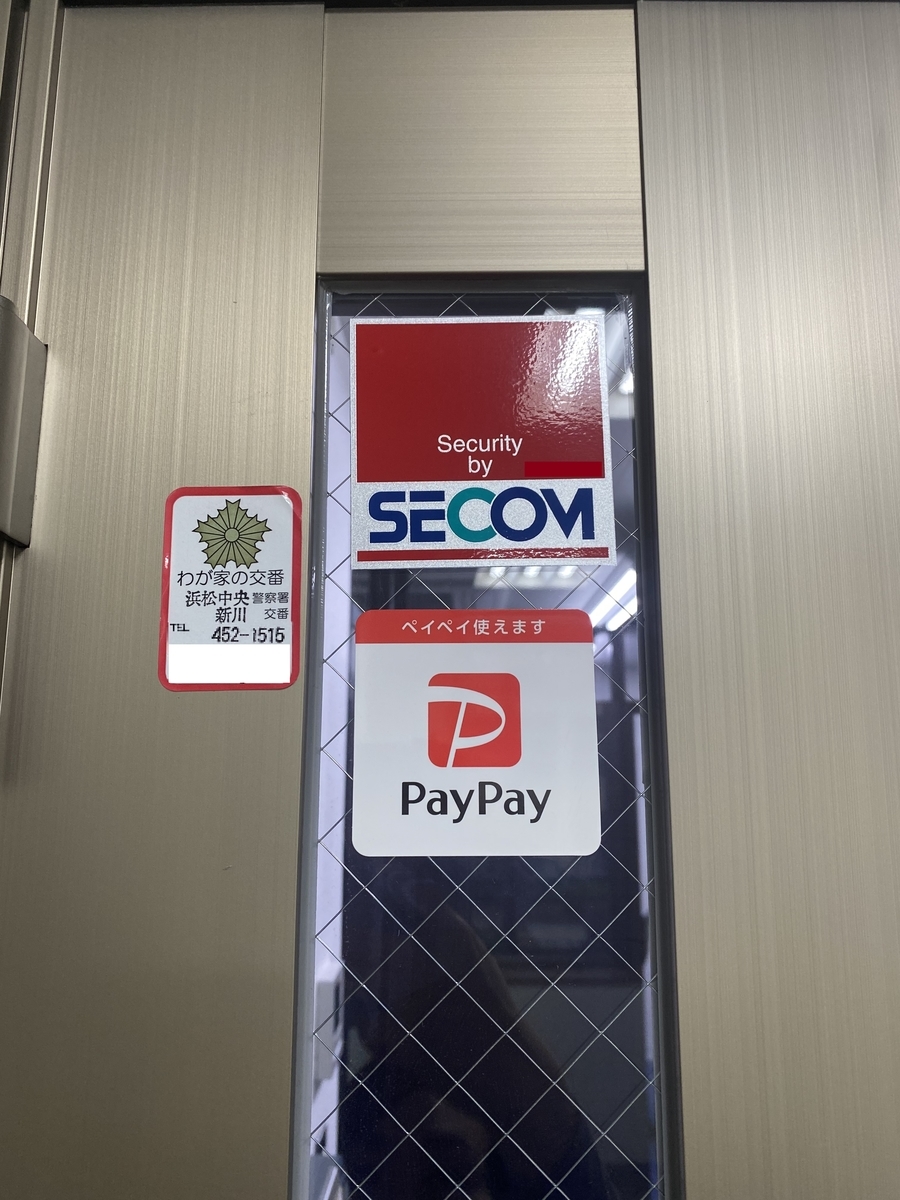 Security
by
SECOM
わが家の交番
浜松中央警察署
新川 交番
TEL 452-1515
ペイペイ使えます
PayPay